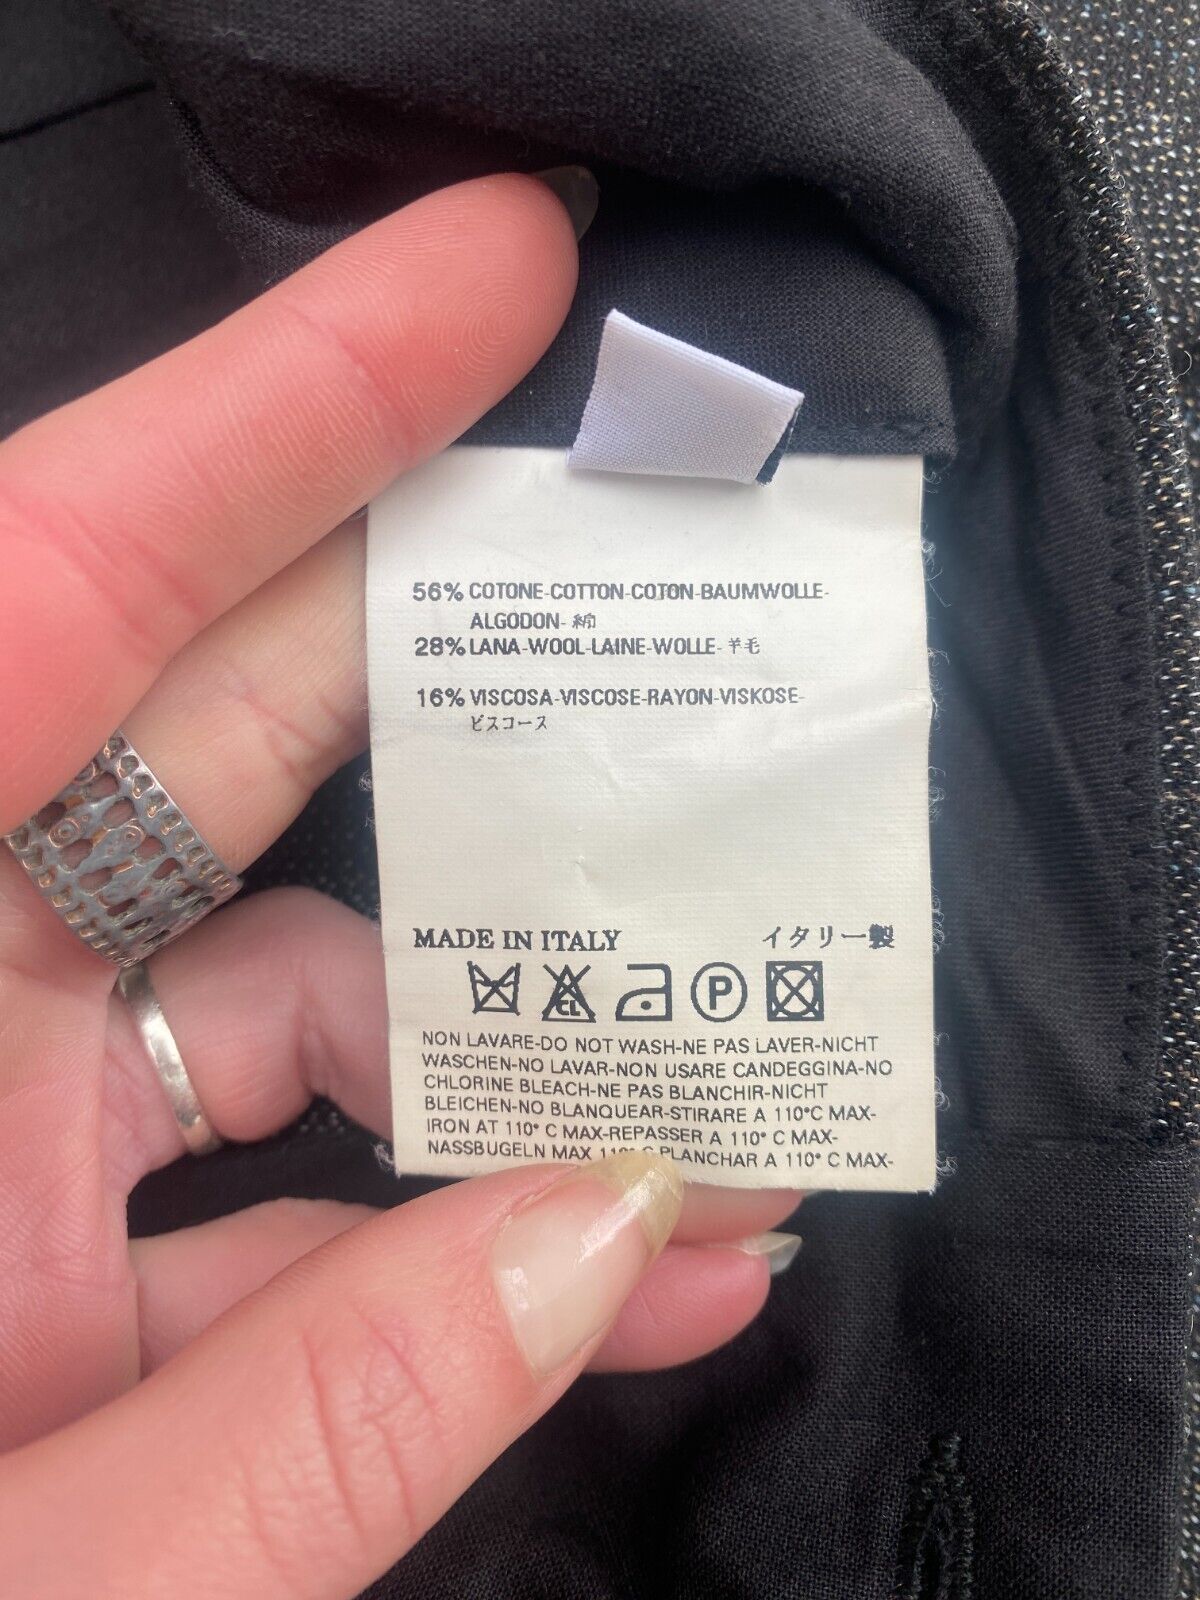 56% COTONE-COTTON-COTON-BAUMWOLLE-
ALGODON- 綿
28% LANA-WOOL-LAINE-WOLLE- 羊毛
16% VISCOSA-VISCOSE-RAYON-VISKOSE-
ビスコース
MADE IN ITALY イタリー製
CL P
NON LAVARE-DO NOT WASH-NE PAS LAVER-NICHT
WASCHEN-NO LAVAR-NON USARE CANDEGGINA-NO
CHLORINE BLEACH-NE PAS BLANCHIR-NICHT
BLEICHEN-NO BLANQUEAR-STIRARE A 110°C MAX-
IRON AT 110° C MAX-REPASSER A 110° C MAX-
NASSBUGELN MAX 110° C PLANCHAR A 110° C MAX-